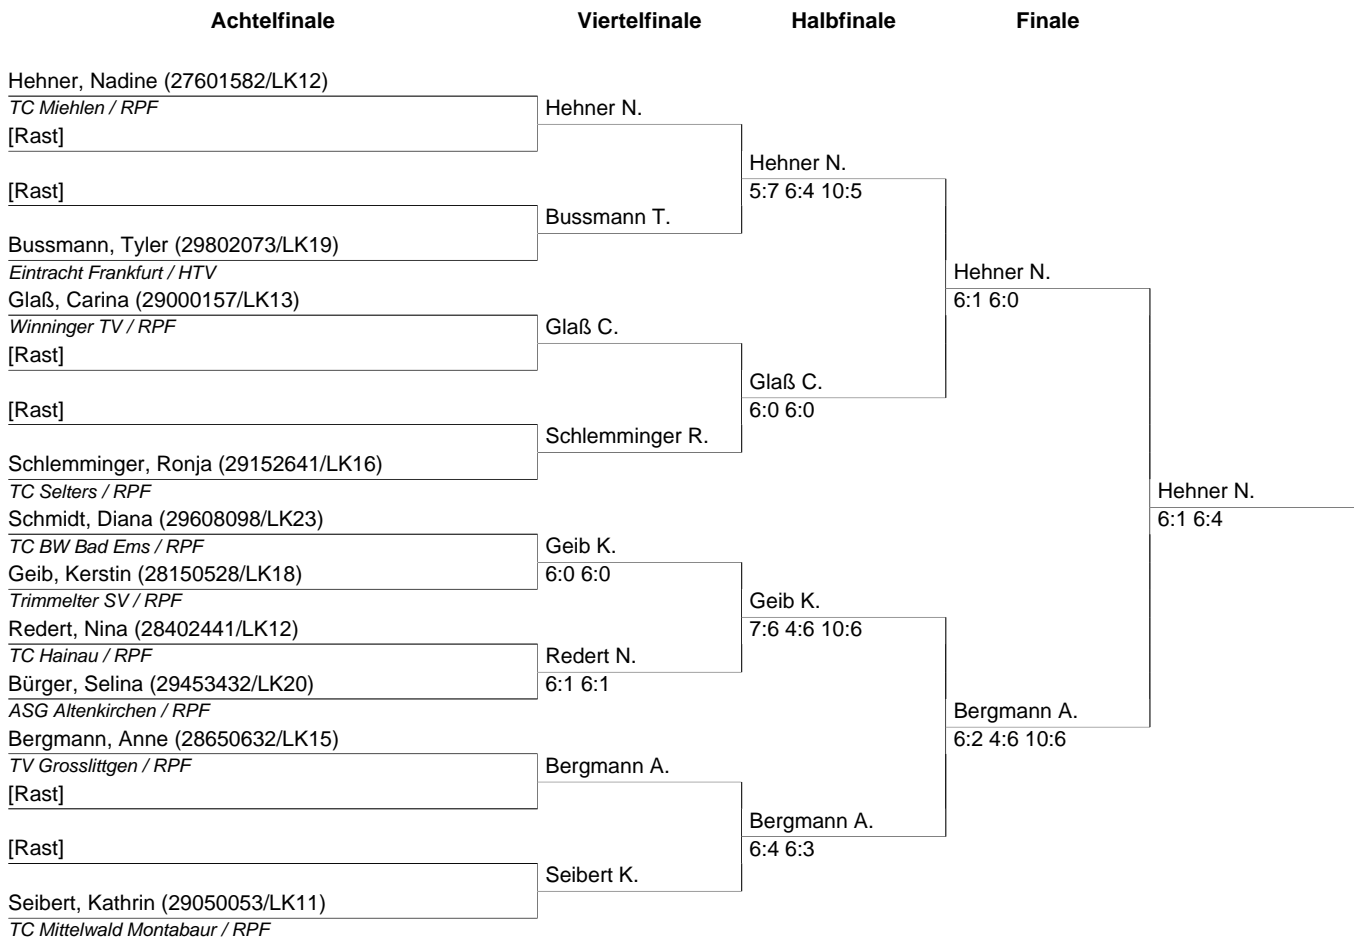 Achtelfinale Viertelfinale Halbfinale Finale
Hehner, Nadine (27601582/LK12)
TC Miehlen / RPF
Hehner N.
[Rast]
Hehner N.
[Rast]
5:7 6:4 10:5
Bussmann T.
Bussmann, Tyler (29802073/LK19)
Eintracht Frankfurt / HTV
Hehner N.
Glaß, Carina (29000157/LK13)
6:1 6:0
Winninger TV / RPF
Glaß C.
[Rast]
Glaß C.
[Rast]
6:0 6:0
Schlemminger R.
Schlemminger, Ronja (29152641/LK16)
TC Selters / RPF
Hehner N.
Schmidt, Diana (29608098/LK23)
6:1 6:4
TC BW Bad Ems / RPF
Geib K.
Geib, Kerstin (28150528/LK18)
6:0 6:0
Trimmelter SV / RPF
Geib K.
Redert, Nina (28402441/LK12)
7:6 4:6 10:6
TC Hainau / RPF
Redert N.
Bürger, Selina (29453432/LK20)
6:1 6:1
ASG Altenkirchen / RPF
Bergmann A.
Bergmann, Anne (28650632/LK15)
6:2 4:6 10:6
TV Grosslittgen / RPF
Bergmann A.
[Rast]
Bergmann A.
[Rast]
6:4 6:3
Seibert K.
Seibert, Kathrin (29050053/LK11)
TC Mittelwald Montabaur / RPF